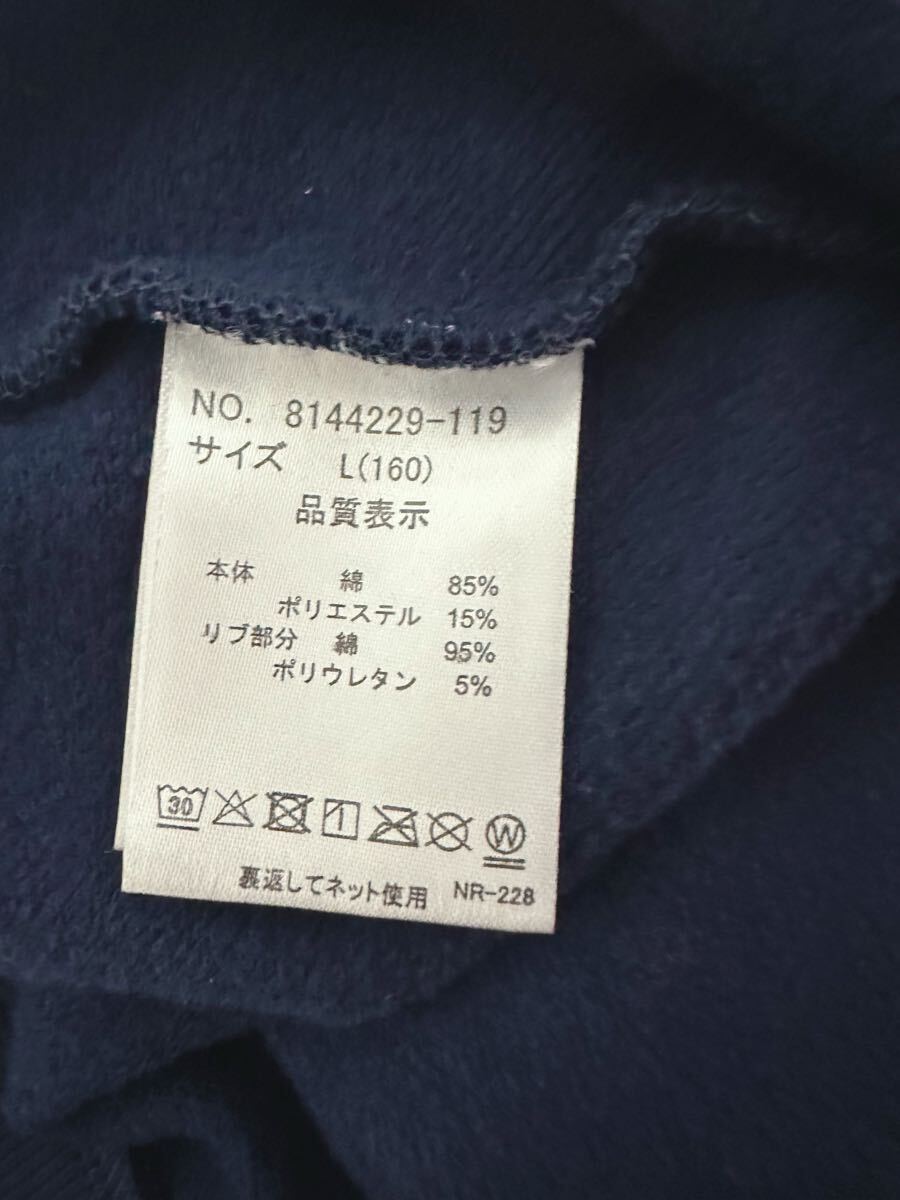 NO. 8144229-119
サイズ L(160)
品質表示
本体 綿 85%
ポリエステル 15%
リブ部分 綿 95%
ポリウレタン 5%
30 W
裏返してネット使用 NR-228